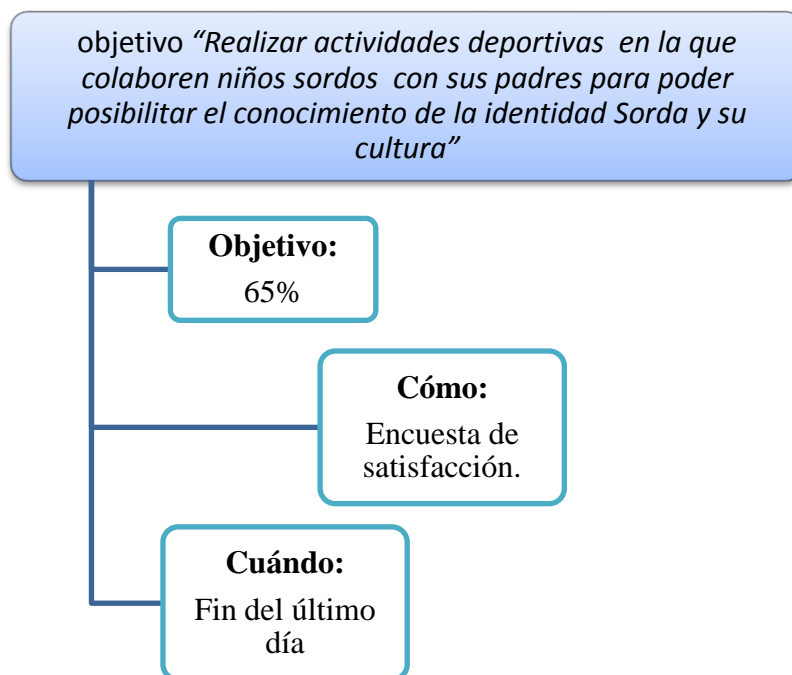 objetivo “Realizar actividades deportivas en la que
colaboren niños sordos con sus padres para poder
posibilitar el conocimiento de la identidad Sorda y su
cultura”
Objetivo:
65%
Cómo:
Encuesta de
satisfacción.
Cuándo:
Fin del último
día